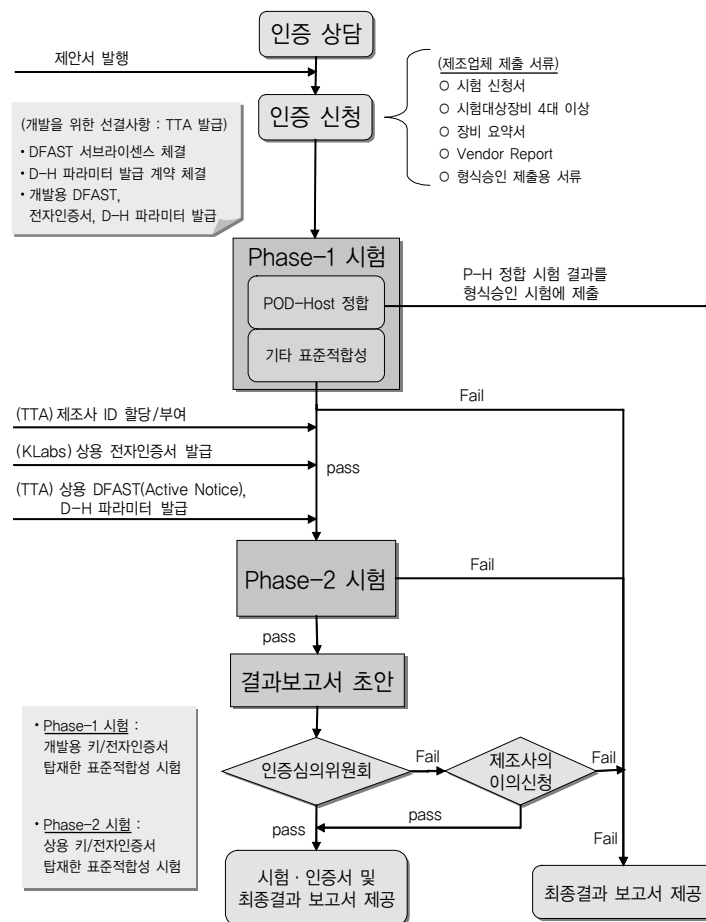 인증 상담
제안서 발행
인증 신청
(제조업체 제출 서류)
○ 시험 신청서
○ 시험대상장비 4대 이상
○ 장비 요약서
○ Vendor Report
○ 형식승인 제출용 서류
(개발을 위한 선결사항 : TTA 발급)
• DFAST 서브라이센스 체결
• D-H 파라미터 발급 계약 체결
• 개발용 DFAST,
전자인증서, D-H 파라미터 발급
Phase-1 시험
POD-Host 정합
기타 표준적합성
P-H 정합 시험 결과를
형식승인 시험에 제출
Fail
(TTA) 제조사 ID 할당/부여
(KLabs) 상용 전자인증서 발급
pass
(TTA) 상용 DFAST(Active Notice),
D-H 파라미터 발급
Phase-2 시험
Fail
pass
결과보고서 초안
• Phase-1 시험 :
개발용 키/전자인증서
탑재한 표준적합성 시험
• Phase-2 시험 :
상용 키/전자인증서
탑재한 표준적합성 시험
인증심의위원회
Fail
제조사의
이의신청
Fail
pass
pass
Fail
시험 · 인증서 및
최종결과 보고서 제공
최종결과 보고서 제공